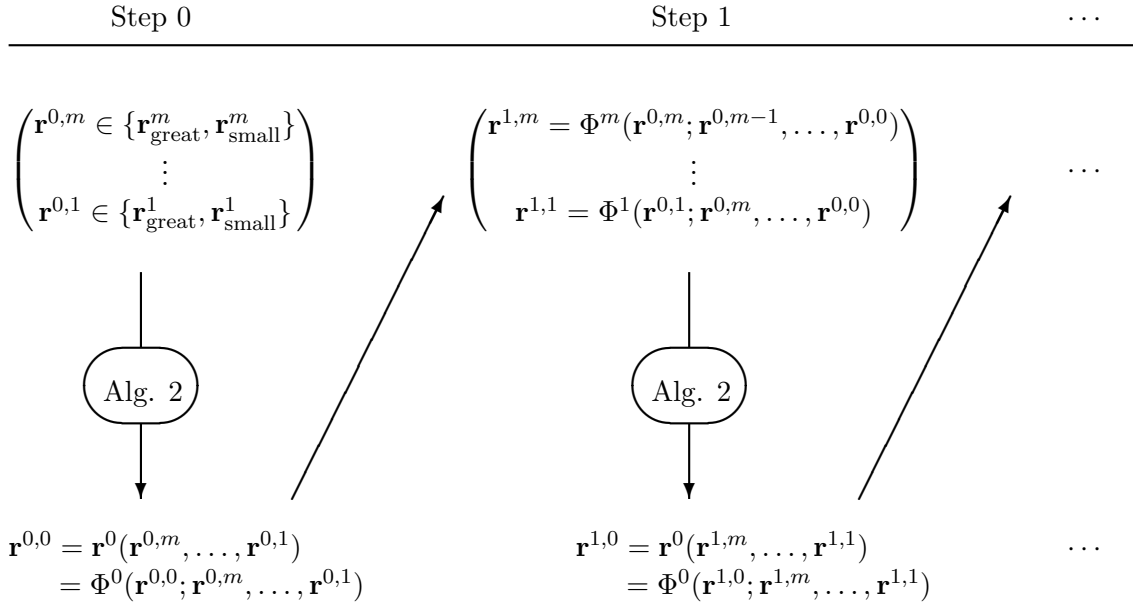 Step 0 Step 1 ⋯
r^{0,m} ∈ {r^m_great, r^m_small} r^{1,m} = Φ^m(r^{0,m}; r^{0,m−1}, …, r^{0,0})
⋮ ⋮ ⋯
r^{0,1} ∈ {r^1_great, r^1_small} r^{1,1} = Φ^1(r^{0,1}; r^{0,m}, …, r^{0,0})
Alg. 2 Alg. 2
r^{0,0} = r^0(r^{0,m}, …, r^{0,1}) r^{1,0} = r^0(r^{1,m}, …, r^{1,1}) ⋯
= Φ^0(r^{0,0}; r^{0,m}, …, r^{0,1}) = Φ^0(r^{1,0}; r^{1,m}, …, r^{1,1})